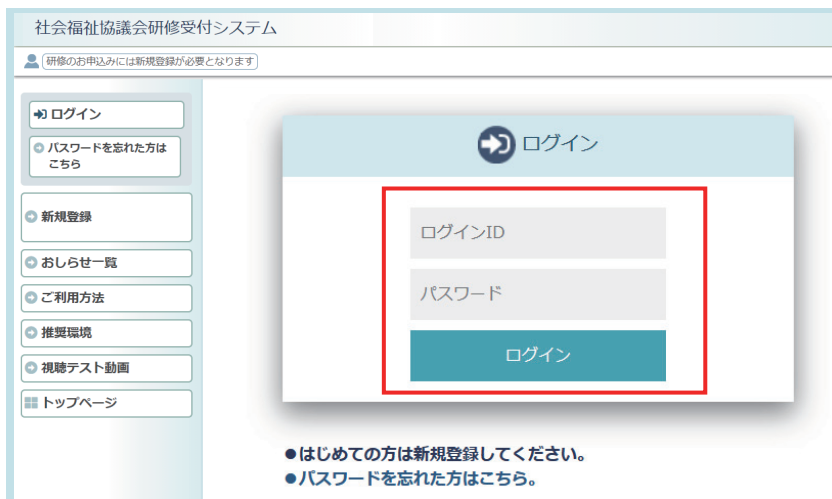 社会福祉協議会研修受付システム
研修のお申込みには新規登録が必要となります
ログイン
パスワードを忘れた方は
こちら
新規登録
おしらせ一覧
ご利用方法
推奨環境
視聴テスト動画
トップページ
ログイン
ログインID
パスワード
ログイン
●はじめての方は新規登録してください。
●パスワードを忘れた方はこちら。